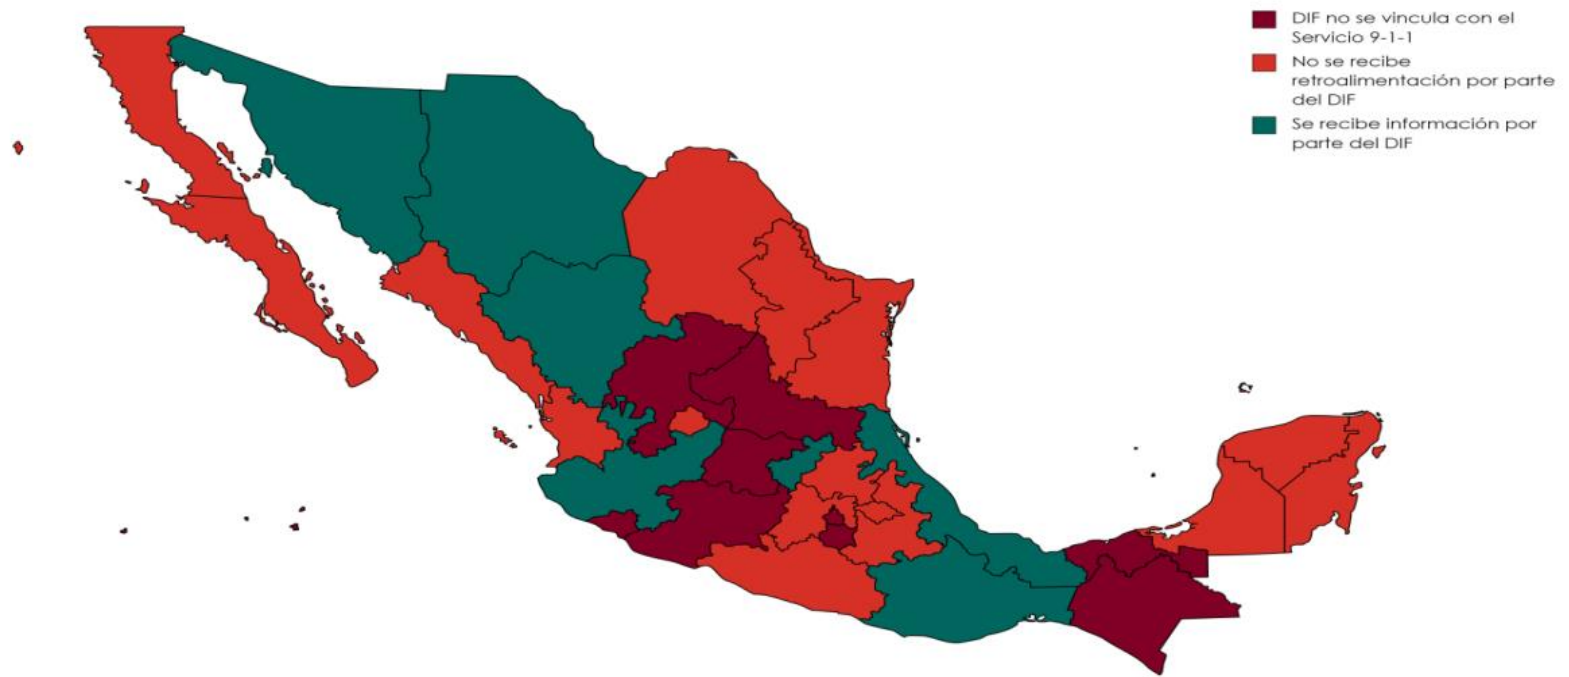 DIF no se vincula con el
Servicio 9-1-1
No se recibe
retroalimentación por parte
del DIF
Se recibe información por
parte del DIF